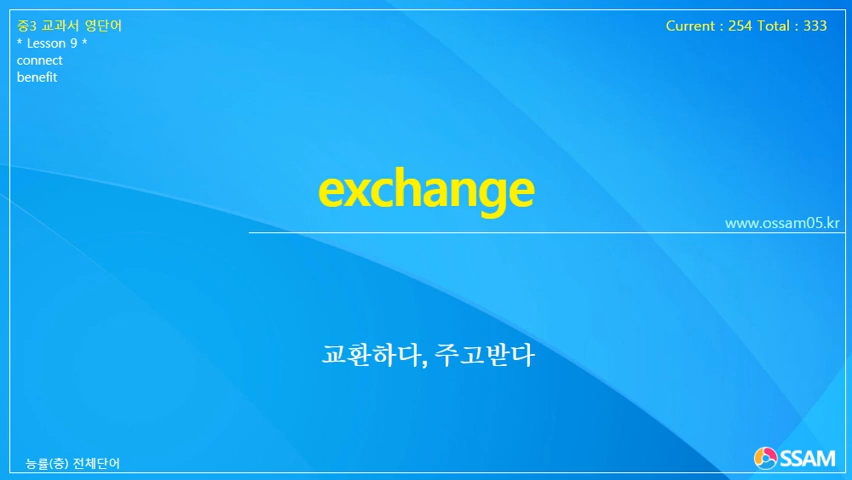 중3 교과서 영단어
Current : 254 Total : 333
* Lesson 9 *
connect
benefit
exchange
www.ossam05.kr
교환하다, 주고받다
능률(중) 전체단어
OSSAM